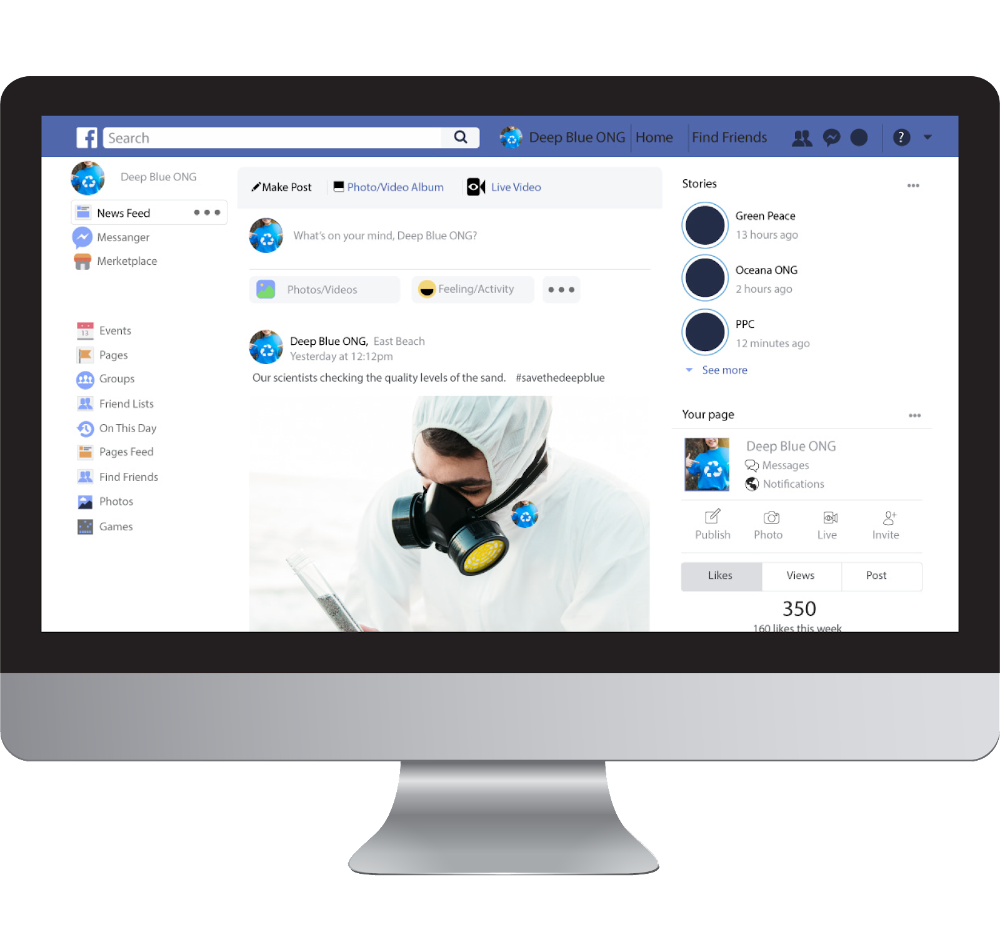 f Search Deep Blue ONG Home Find Friends ?
Deep Blue ONG
News Feed
Messanger
Merketplace
13 Events
Pages
Groups
Friend Lists
On This Day
Pages Feed
Find Friends
Photos
Games
Make Post Photo/Video Album Live Video
What's on your mind, Deep Blue ONG?
Photos/Videos Feeling/Activity
Deep Blue ONG, East Beach
Yesterday at 12:12pm
Our scientists checking the quality levels of the sand. #savethedeepblue
Stories
Green Peace
13 hours ago
Oceana ONG
2 hours ago
PPC
12 minutes ago
See more
Your page
Deep Blue ONG
Messages
Notifications
Publish Photo Live Invite
Likes Views Post
350
160 likes this week